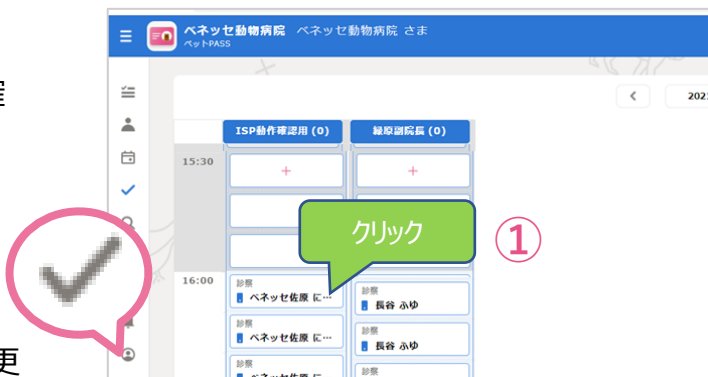 ベネッセ動物病院 ベネッセ動物病院 さま
ペットPASS
ISP動作確認用 (0)
緑原副院長 (0)
15:30
+
+
クリック
①
16:00
診察
ベネッセ佐原 に…
診察
長谷 ふゆ
診察
ベネッセ佐原 に…
診察
長谷 ふゆ
診察
診察
更